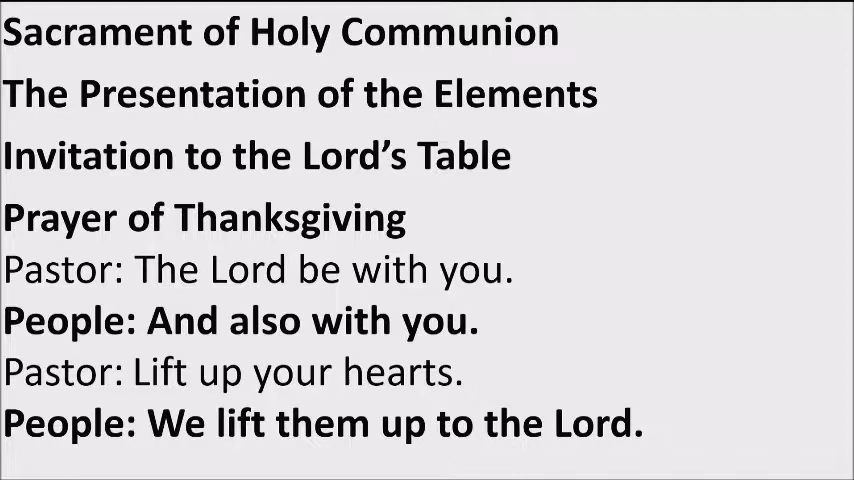 Sacrament of Holy Communion
The Presentation of the Elements
Invitation to the Lord’s Table
Prayer of Thanksgiving
Pastor: The Lord be with you.
People: And also with you.
Pastor: Lift up your hearts.
People: We lift them up to the Lord.